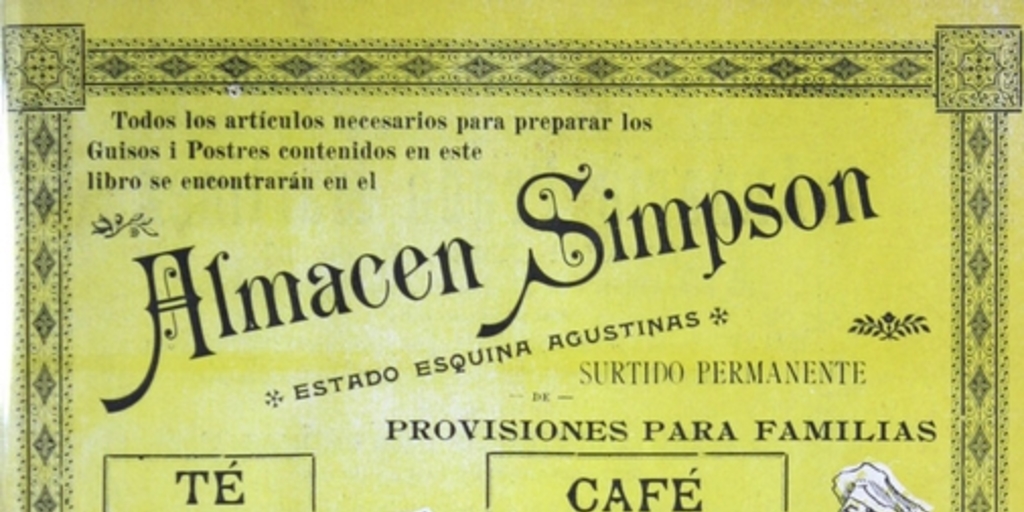 Todos los artículos necesarios para preparar los
Guisos i Postres contenidos en este
libro se encontrarán en el
Almacen Simpson
ESTADO ESQUINA AGUSTINAS
SURTIDO PERMANENTE
— DE —
PROVISIONES PARA FAMILIAS
TÉ
CAFÉ